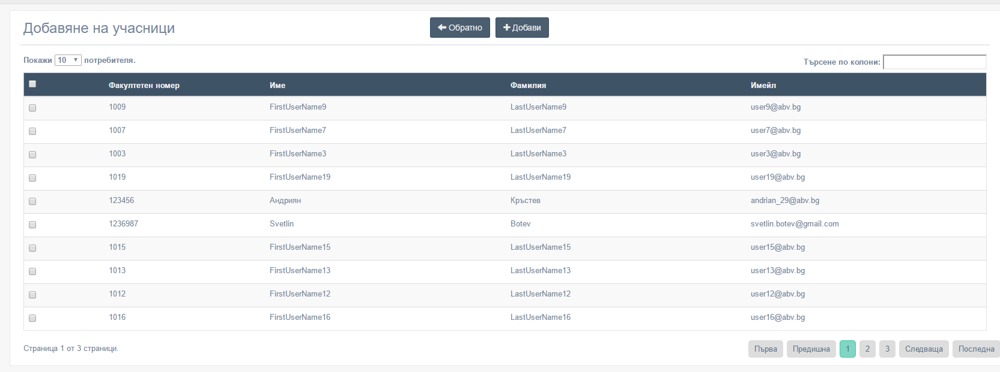 Добавяне на учасници
Обратно Добави
Покажи 10 потребителя.
Търсене по колони:
Факултетен номер Име Фамилия Имейл
1009 FirstUserName9 LastUserName9 user9@abv.bg
1007 FirstUserName7 LastUserName7 user7@abv.bg
1003 FirstUserName3 LastUserName3 user3@abv.bg
1019 FirstUserName19 LastUserName19 user19@abv.bg
123456 Андриян Кръстев andrian_29@abv.bg
1236987 Svetlin Botev svetlin.botev@gmail.com
1015 FirstUserName15 LastUserName15 user15@abv.bg
1013 FirstUserName13 LastUserName13 user13@abv.bg
1012 FirstUserName12 LastUserName12 user12@abv.bg
1016 FirstUserName16 LastUserName16 user16@abv.bg
Страница 1 от 3 страници.
Първа Предишна 1 2 3 Следваща Последна